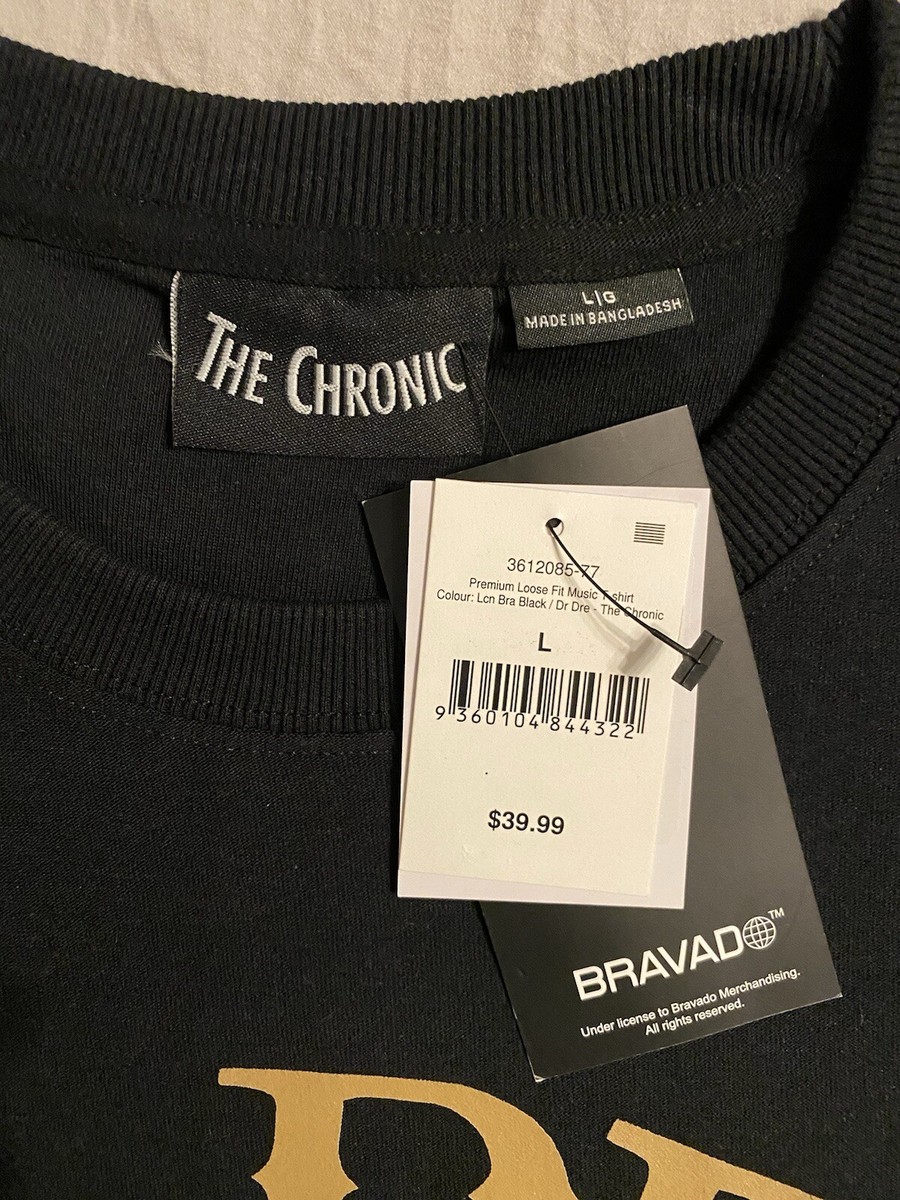 THE CHRONIC
L|G
MADE IN BANGLADESH
3612085-77
Premium Loose Fit Music T-shirt
Colour: Lcn Bra Black / Dr Dre - The Chronic
L
9 360104 844322
$39.99
BRAVADO™
Under license to Bravado Merchandising.
All rights reserved.